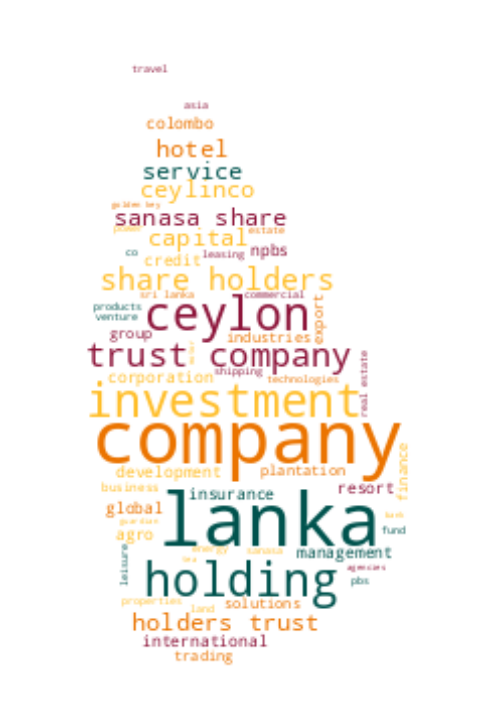 travel
asia
colombo
hotel
service
ceylinco
golden key
sanasa share
power
estate
capital
co
leasing
npbs
credit
share holders
sri lanka
commercial
products
ceylon
export
venture
group
industries
trust company
real estate
shipping
corporation
technologies
investment
company
finance
development
plantation
business
insurance
resort
lanka
global
bank
guardian
agro
fund
energy
sanasa
management
leisure
tea
agencies
holding
pbs
properties
land
solutions
holders trust
international
trading